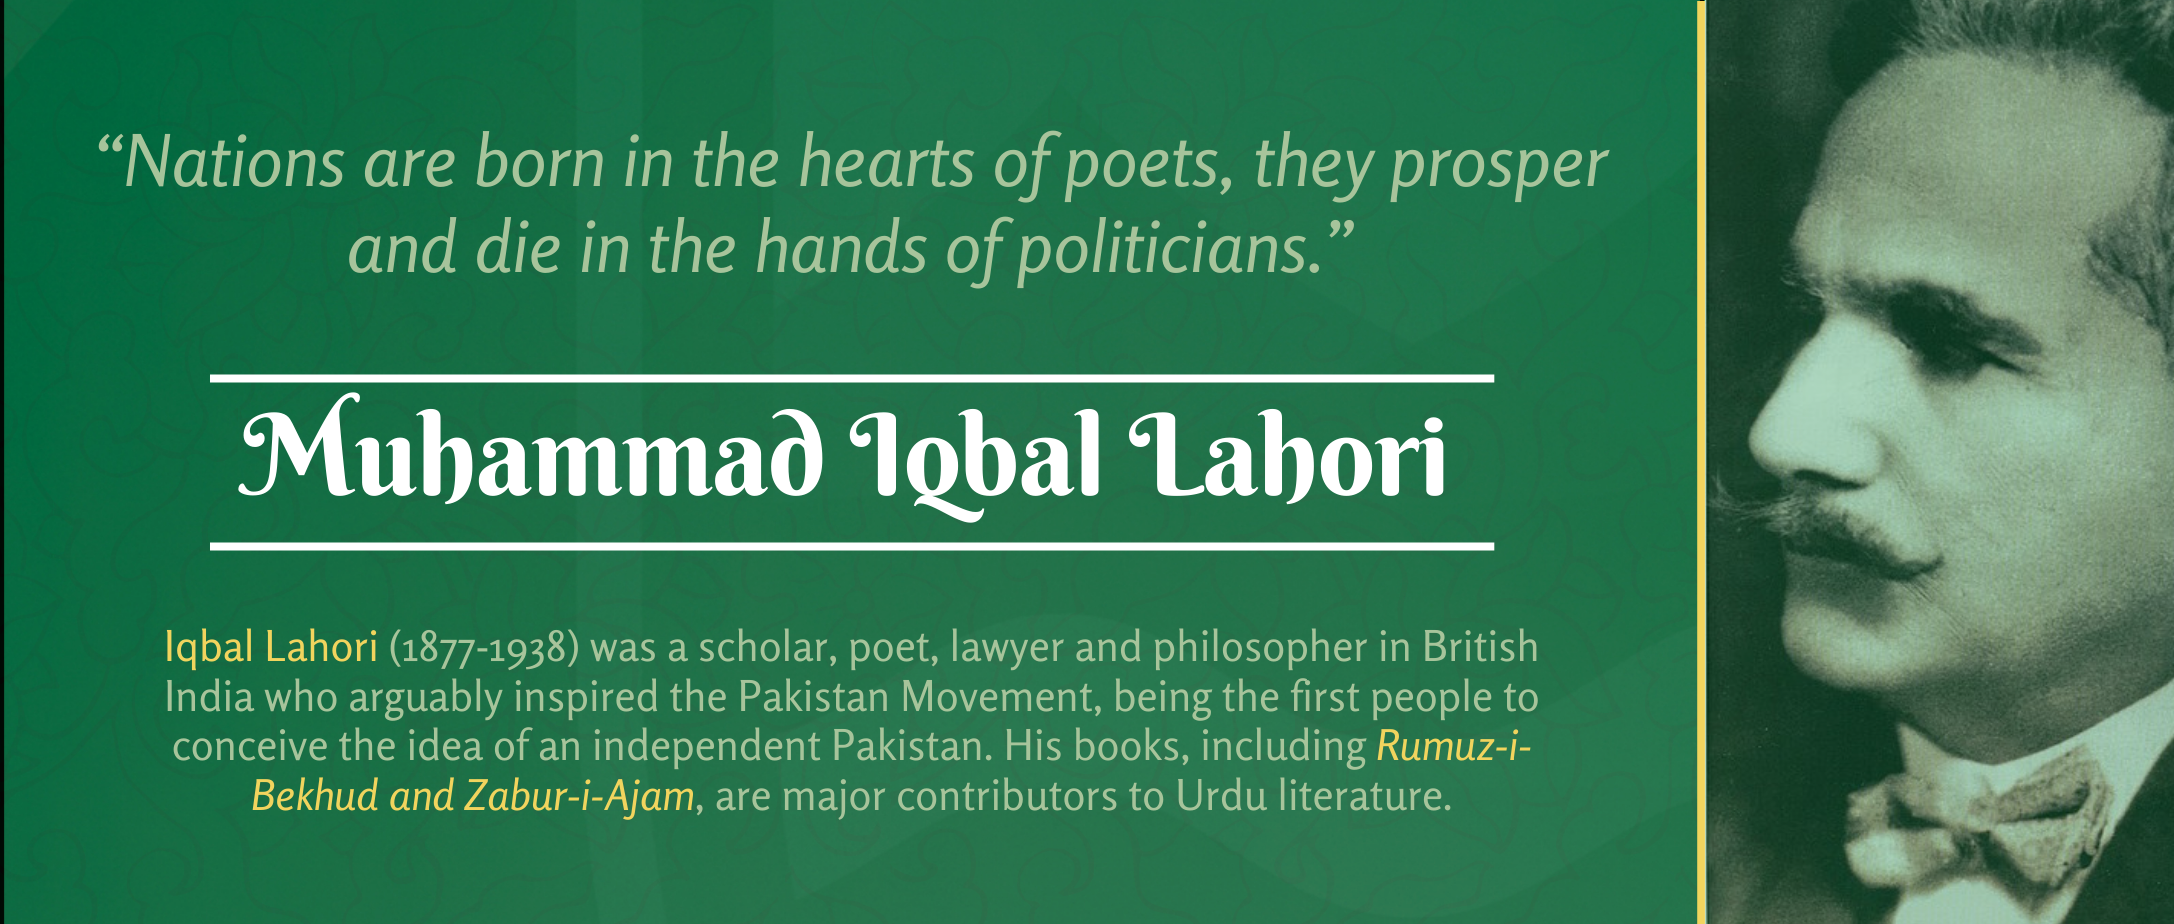 “Nations are born in the hearts of poets, they prosper
and die in the hands of politicians.”
Muhammad Iqbal Lahori
Iqbal Lahori (1877-1938) was a scholar, poet, lawyer and philosopher in British
India who arguably inspired the Pakistan Movement, being the first people to
conceive the idea of an independent Pakistan. His books, including Rumuz-i-
Bekhud and Zabur-i-Ajam, are major contributors to Urdu literature.